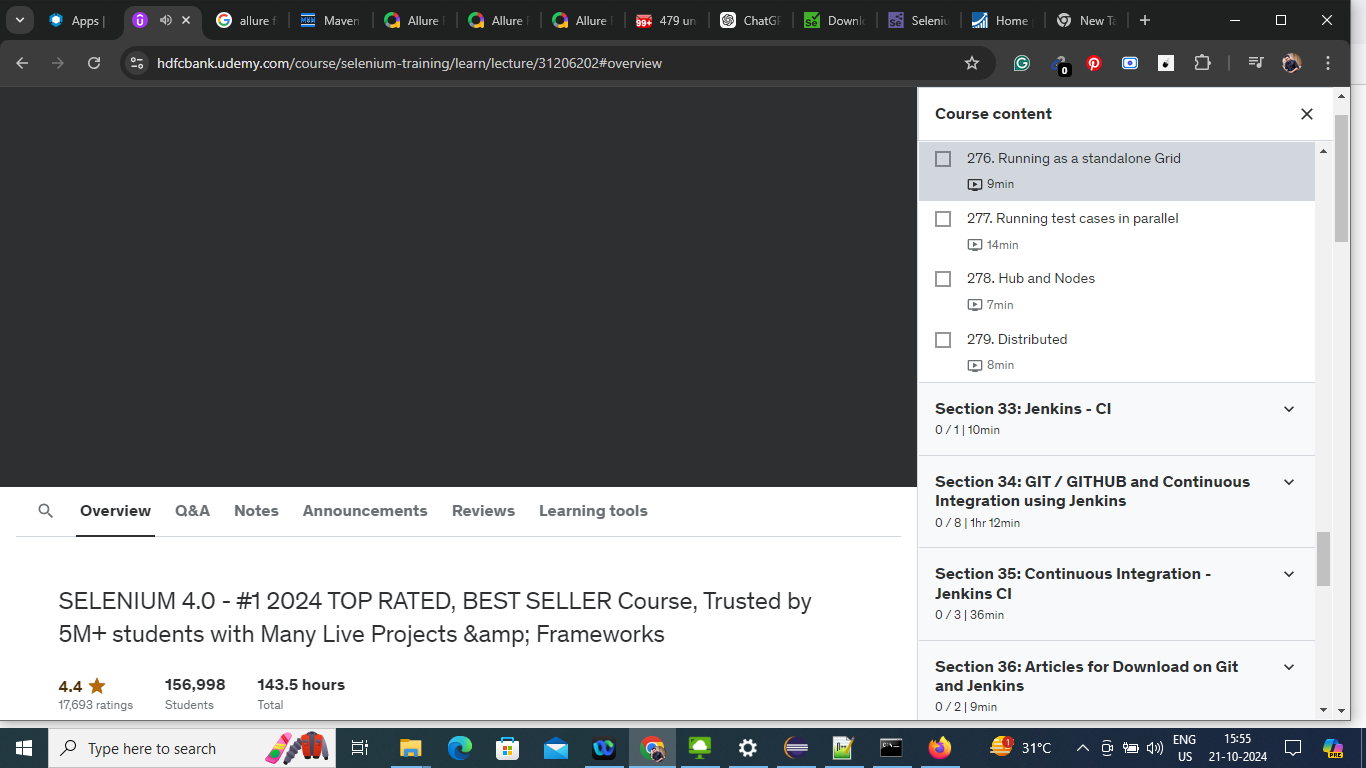 Apps |
allure f
Maven
Allure
Allure
Allure
99+
479 un
ChatGP
Downl
Seleniu
Home
New Ta
hdfcbank.udemy.com/course/selenium-training/learn/lecture/31206202#overview
0
Course content
276. Running as a standalone Grid
9min
277. Running test cases in parallel
14min
278. Hub and Nodes
7min
279. Distributed
8min
Section 33: Jenkins - CI
0 / 1 | 10min
Section 34: GIT / GITHUB and Continuous
Integration using Jenkins
0 / 8 | 1hr 12min
Section 35: Continuous Integration -
Jenkins CI
0 / 3 | 36min
Section 36: Articles for Download on Git
and Jenkins
0 / 2 | 9min
Overview Q&A Notes Announcements Reviews Learning tools
SELENIUM 4.0 - #1 2024 TOP RATED, BEST SELLER Course, Trusted by
5M+ students with Many Live Projects &amp; Frameworks
4.4 156,998 143.5 hours
17,693 ratings Students Total
Type here to search
1
31°C
ENG
US
15:55
21-10-2024
PRE